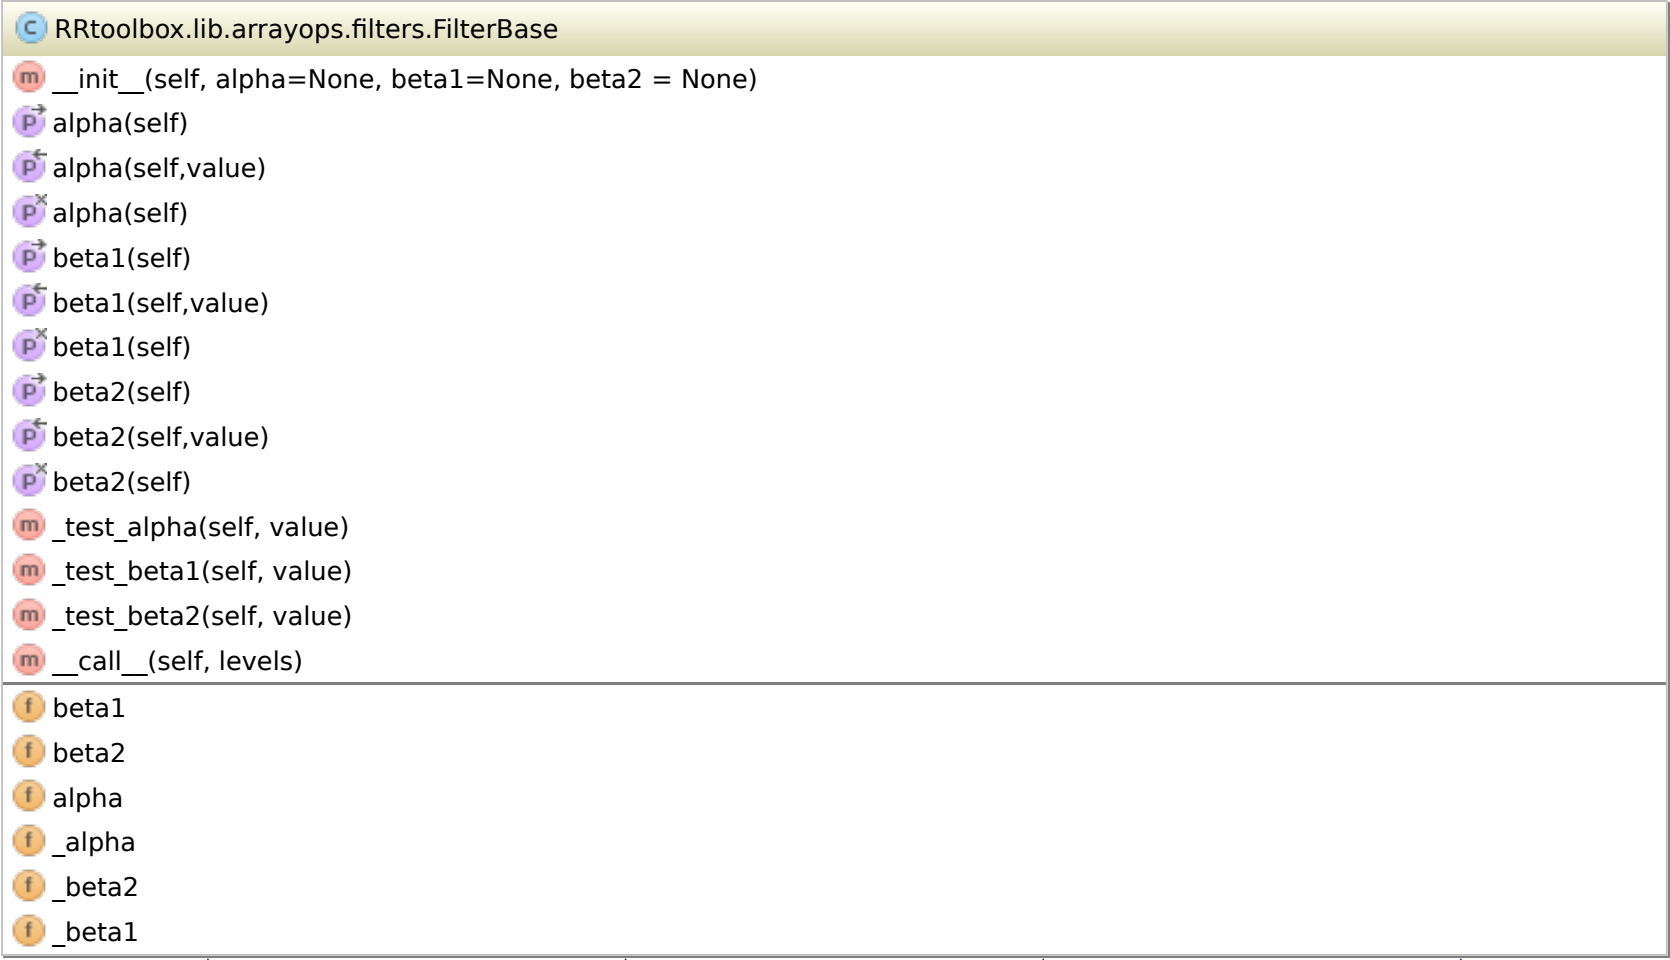 C RRtoolbox.lib.arrayops.filters.FilterBase
m __init__(self, alpha=None, beta1=None, beta2 = None)
P alpha(self)
P alpha(self,value)
P alpha(self)
P beta1(self)
P beta1(self,value)
P beta1(self)
P beta2(self)
P beta2(self,value)
P beta2(self)
m _test_alpha(self, value)
m _test_beta1(self, value)
m _test_beta2(self, value)
m __call__(self, levels)
f beta1
f beta2
f alpha
f _alpha
f _beta2
f _beta1